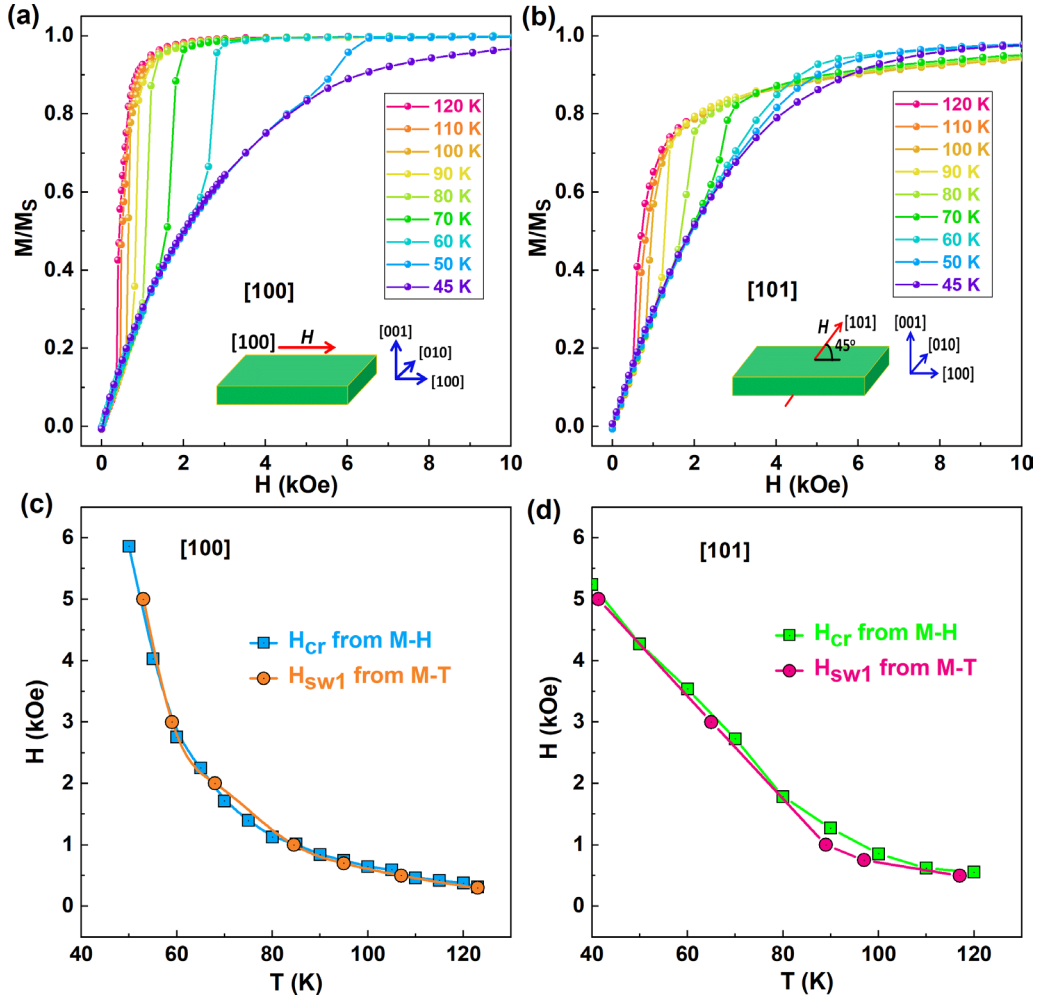 (a)
M/MS
1.0
0.8
0.6
0.4
0.2
0.0
120 K
110 K
100 K
90 K
80 K
70 K
60 K
50 K
45 K
[100]
[100] H
[001]
[010]
[100]
0 2 4 6 8 10
H (kOe)
(b)
M/MS
1.0
0.8
0.6
0.4
0.2
0.0
120 K
110 K
100 K
90 K
80 K
70 K
60 K
50 K
45 K
[101]
H [101]
45°
[001]
[010]
[100]
0 2 4 6 8 10
H (kOe)
(c)
H (kOe)
6
5
4
3
2
1
0
[100]
Hcr from M-H
Hsw1 from M-T
40 60 80 100 120
T (K)
(d)
H (kOe)
6
5
4
3
2
1
0
[101]
Hcr from M-H
Hsw1 from M-T
40 60 80 100 120
T (K)